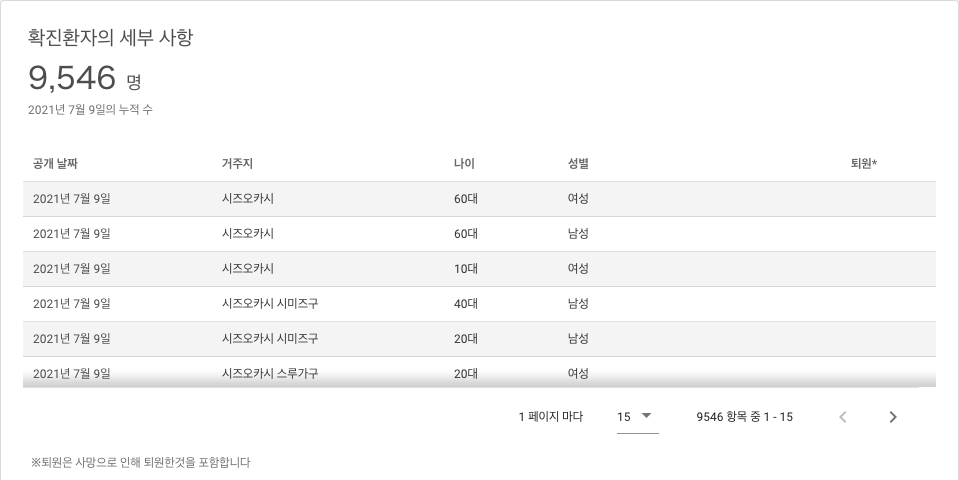 확진환자의 세부 사항
9,546 명
2021년 7월 9일의 누적 수
공개 날짜 거주지 나이 성별 퇴원*
2021년 7월 9일 시즈오카시 60대 여성
2021년 7월 9일 시즈오카시 60대 남성
2021년 7월 9일 시즈오카시 10대 여성
2021년 7월 9일 시즈오카시 시미즈구 40대 남성
2021년 7월 9일 시즈오카시 시미즈구 20대 남성
2021년 7월 9일 시즈오카시 스루가구 20대 여성
1 페이지 마다 15 9546 항목 중 1 - 15
※퇴원은 사망으로 인해 퇴원한것을 포함합니다